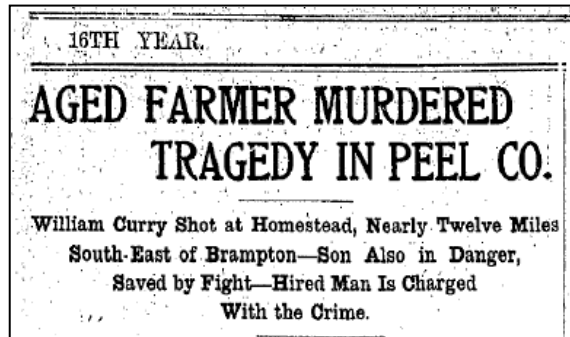 16TH YEAR.
AGED FARMER MURDERED
TRAGEDY IN PEEL CO.
William Curry Shot at Homestead, Nearly Twelve Miles
South-East of Brampton—Son Also in Danger,
Saved by Fight—Hired Man Is Charged
With the Crime.